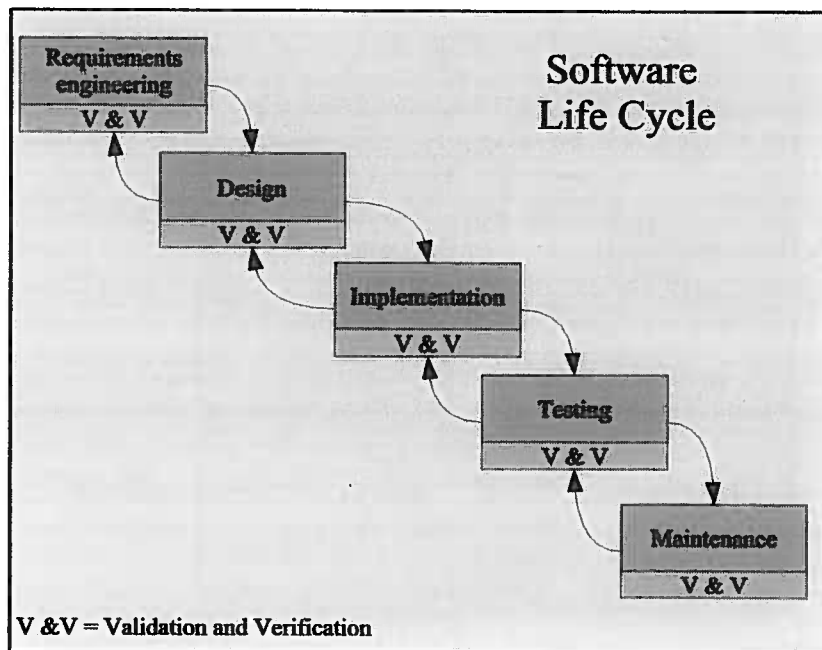 Software
Life Cycle
Requirements
engineering
V & V
Design
V & V
Implementation
V & V
Testing
V & V
Maintenance
V & V
V &V = Validation and Verification